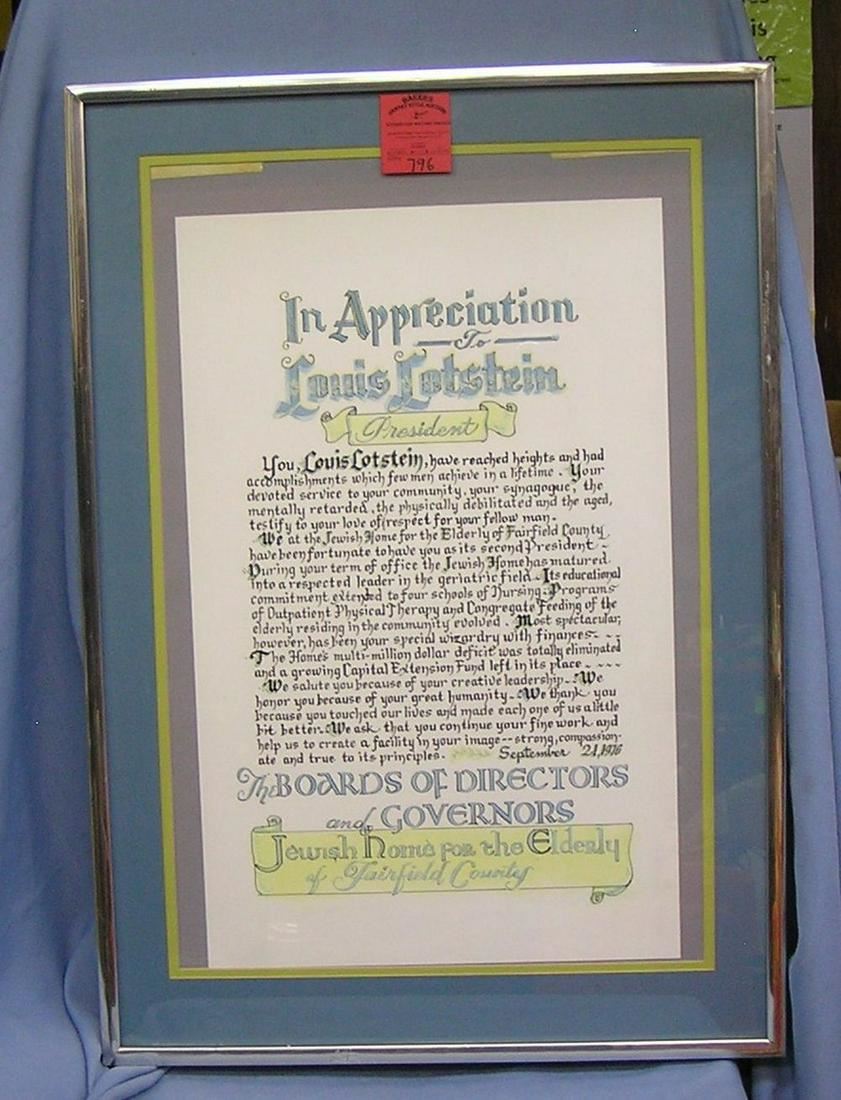 BAKER'S
796
is
In Appreciation
To
Louis Lotstein
President
You, Louis Lotstein, have reached heights and had
accomplishments which few men achieve in a lifetime. Your
devoted service to your community, your synagogue, the
mentally retarded, the physically debilitated and the aged,
testify to your love of/respect for your fellow man.
We at the Jewish Home for the Elderly of Fairfield County
have been fortunate to have you as its second President -
During your term of office the Jewish Home has matured
into a respected leader in the geriatric field. Its educational
commitment extended to four schools of Nursing. Programs
of Outpatient Physical Therapy and Congregate Feeding of the
elderly residing in the community evolved. Most spectacular,
however, has been your special wizardry with finances. - -
The Home's multi-million dollar deficit was totally eliminated
and a growing Capital Extension Fund left in its place - - - -
We salute you because of your creative leadership. We
honor you because of your great humanity. We thank you
because you touched our lives and made each one of us a little
bit better. We ask that you continue your fine work and
help us to create a facility in your image -- strong, compassion-
ate and true to its principles. September 21, 1976
The BOARDS OF DIRECTORS
and GOVERNORS
Jewish Home for the Elderly
of Fairfield County